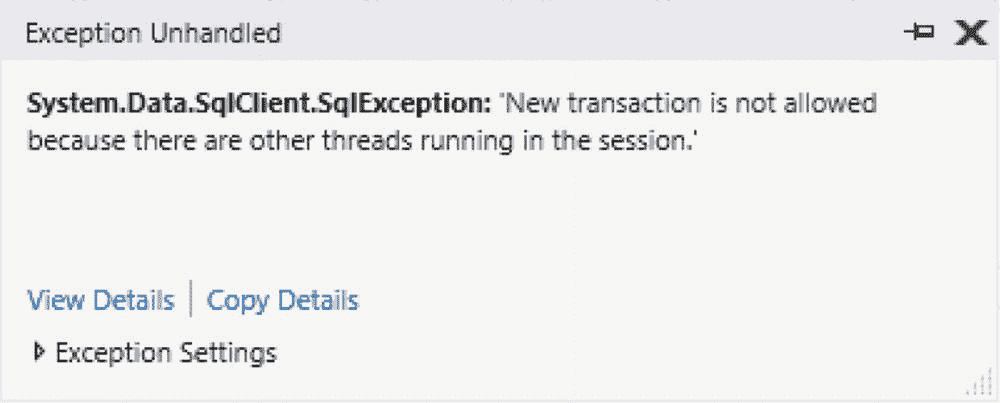 Exception Unhandled
System.Data.SqlClient.SqlException: 'New transaction is not allowed
because there are other threads running in the session.'
View Details | Copy Details
Exception Settings